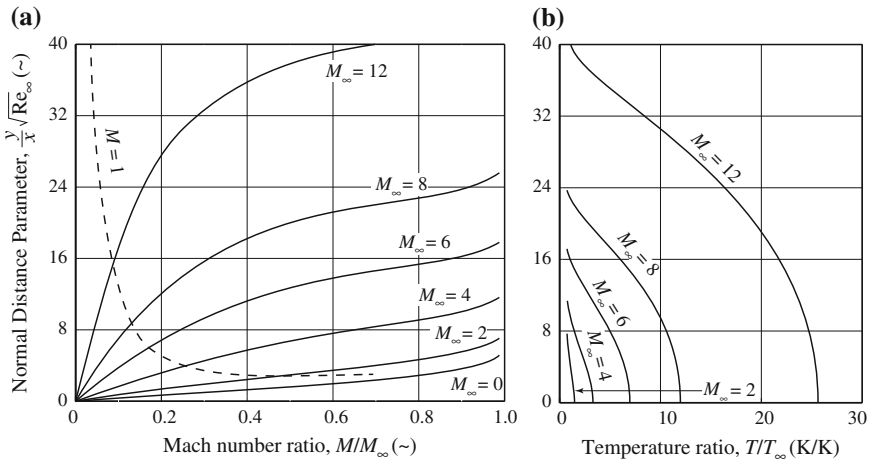 (a)
Normal Distance Parameter, y/x √Re∞ (~)
40
32
24
16
8
0
M = 1
M∞= 12
M∞= 8
M∞= 6
M∞= 4
M∞= 2
M∞= 0
0.2 0.4 0.6 0.8 1.0
Mach number ratio, M/M∞ (~)
(b)
40
32
24
16
8
0
M∞= 12
M∞= 8
M∞= 6
M∞= 4
M∞= 2
0 10 20 30
Temperature ratio, T/T∞ (K/K)